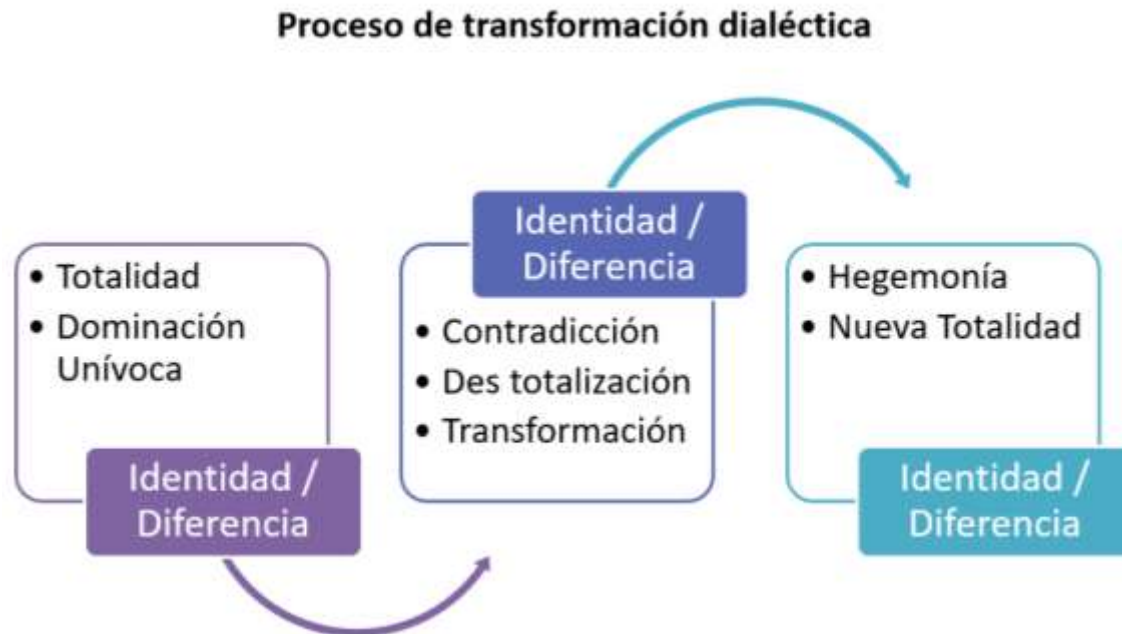 Proceso de transformación dialéctica
• Totalidad
• Dominación
Unívoca
Identidad /
Diferencia
Identidad /
Diferencia
• Contradicción
• Des totalización
• Transformación
• Hegemonía
• Nueva Totalidad
Identidad /
Diferencia